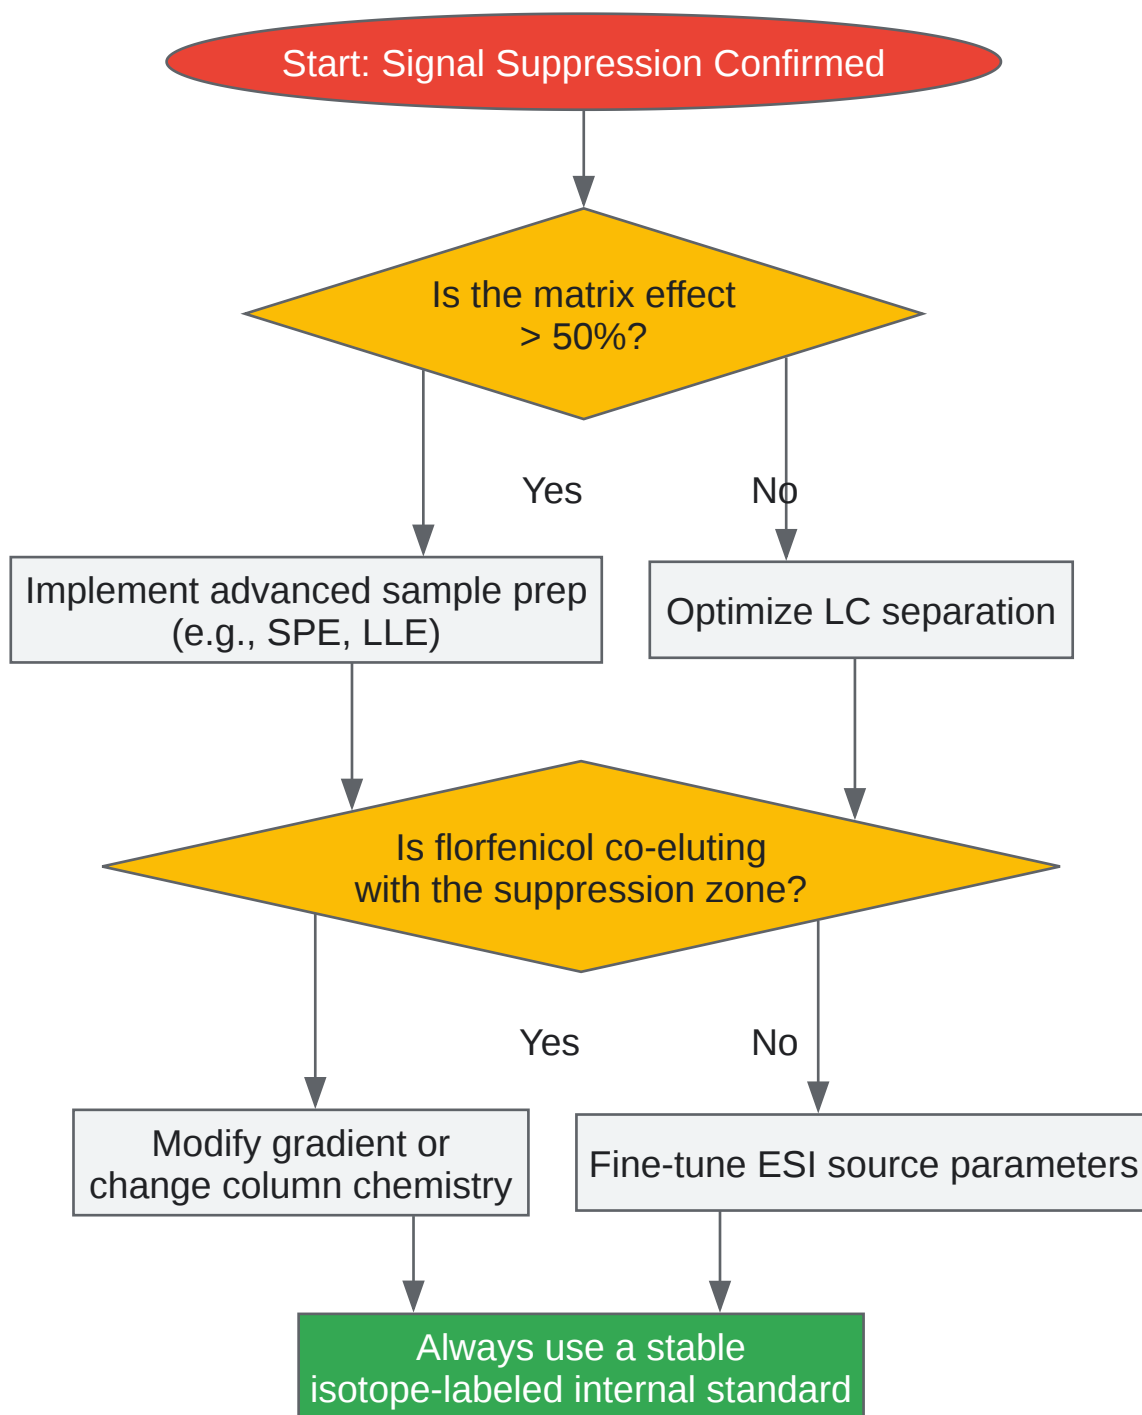 Start: Signal Suppression Confirmed
Is the matrix effect
> 50%?
Yes
No
Implement advanced sample prep
(e.g., SPE, LLE)
Optimize LC separation
Is florfenicol co-eluting
with the suppression zone?
Yes
No
Modify gradient or
change column chemistry
Fine-tune ESI source parameters
Always use a stable
isotope-labeled internal standard